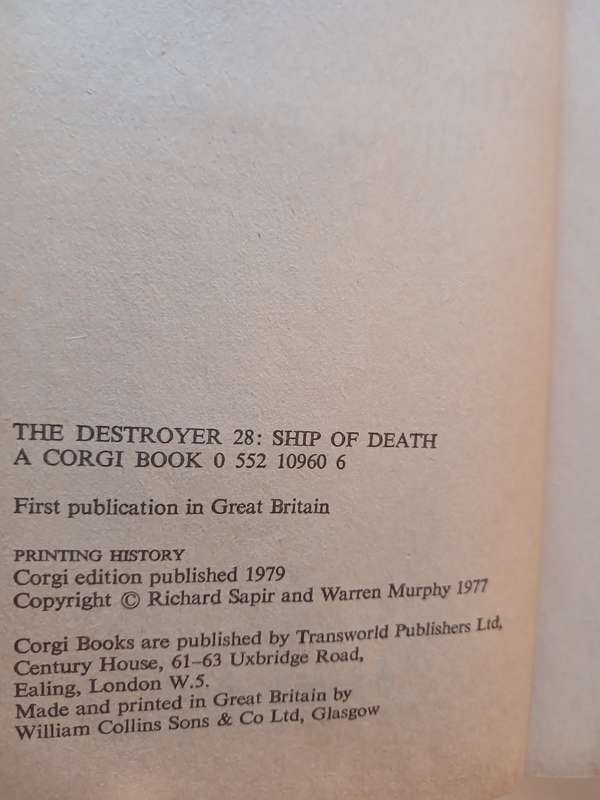 THE DESTROYER 28: SHIP OF DEATH
A CORGI BOOK 0 552 10960 6
First publication in Great Britain
PRINTING HISTORY
Corgi edition published 1979
Copyright © Richard Sapir and Warren Murphy 1977
Corgi Books are published by Transworld Publishers Ltd,
Century House, 61–63 Uxbridge Road,
Ealing, London W.5.
Made and printed in Great Britain by
William Collins Sons & Co Ltd, Glasgow